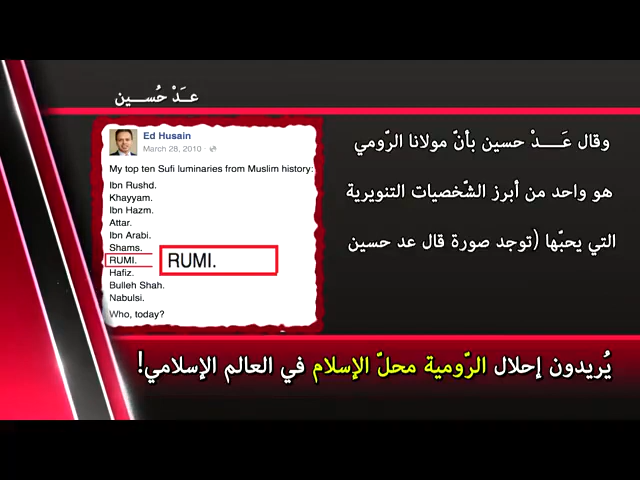 عَـدْ حُســـين
Ed Husain
March 28, 2010
My top ten Sufi luminaries from Muslim history:
Ibn Rushd.
Khayyam.
Ibn Hazm.
Attar.
Ibn Arabi.
Shams.
RUMI.
RUMI.
Hafiz.
Bulleh Shah.
Nabulsi.
Who, today?
وقال عَـــــدْ حسين بأنّ مولانا الرّومي
هو واحد من أبرز الشّخصيات التنويرية
التي يحبّها (توجد صورة قال عد حسين
يُريدون إحلال الرّومية محلّ الإسلام في العالم الإسلامي!